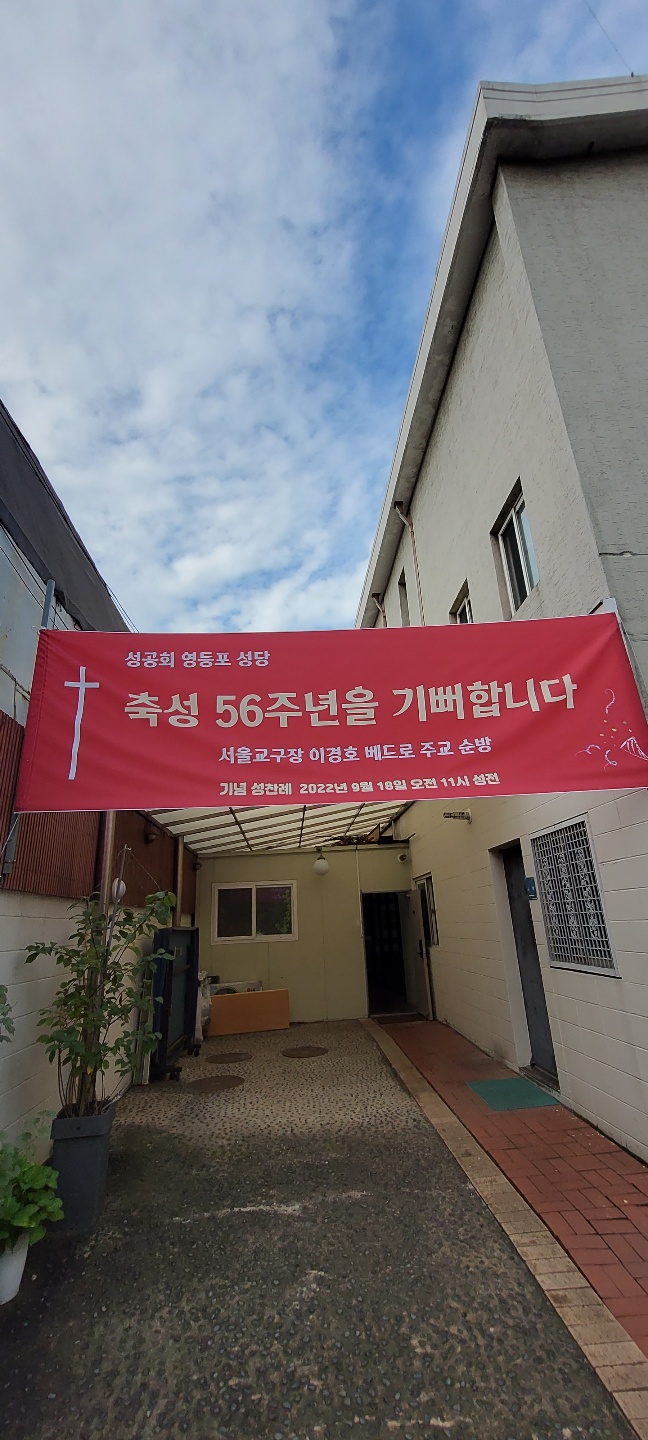 성공회 영등포 성당
축성 56주년을 기뻐합니다
서울교구장 이경호 베드로 주교 순방
기념 성찬례 2022년 9월 18일 오전 11시 성전